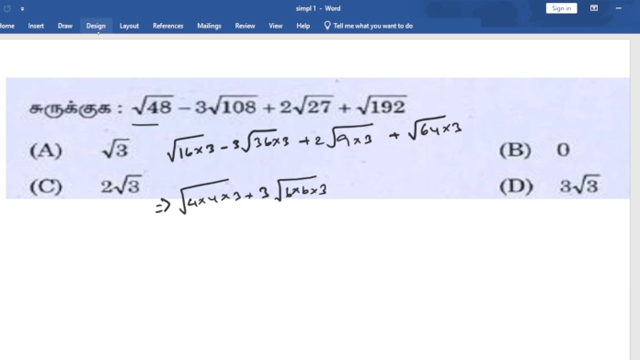 simpl 1 - Word
Sign in
Home Insert Draw Design Layout References Mailings Review View Help Tell me what you want to do
சுருக்குக : √48 − 3√108 + 2√27 + √192
√16×3 − 3√36×3 + 2√9×3 + √64×3
(A) √3 (B) 0
(C) 2√3 (D) 3√3
⇒ √4×4×3 + 3√6×6×3